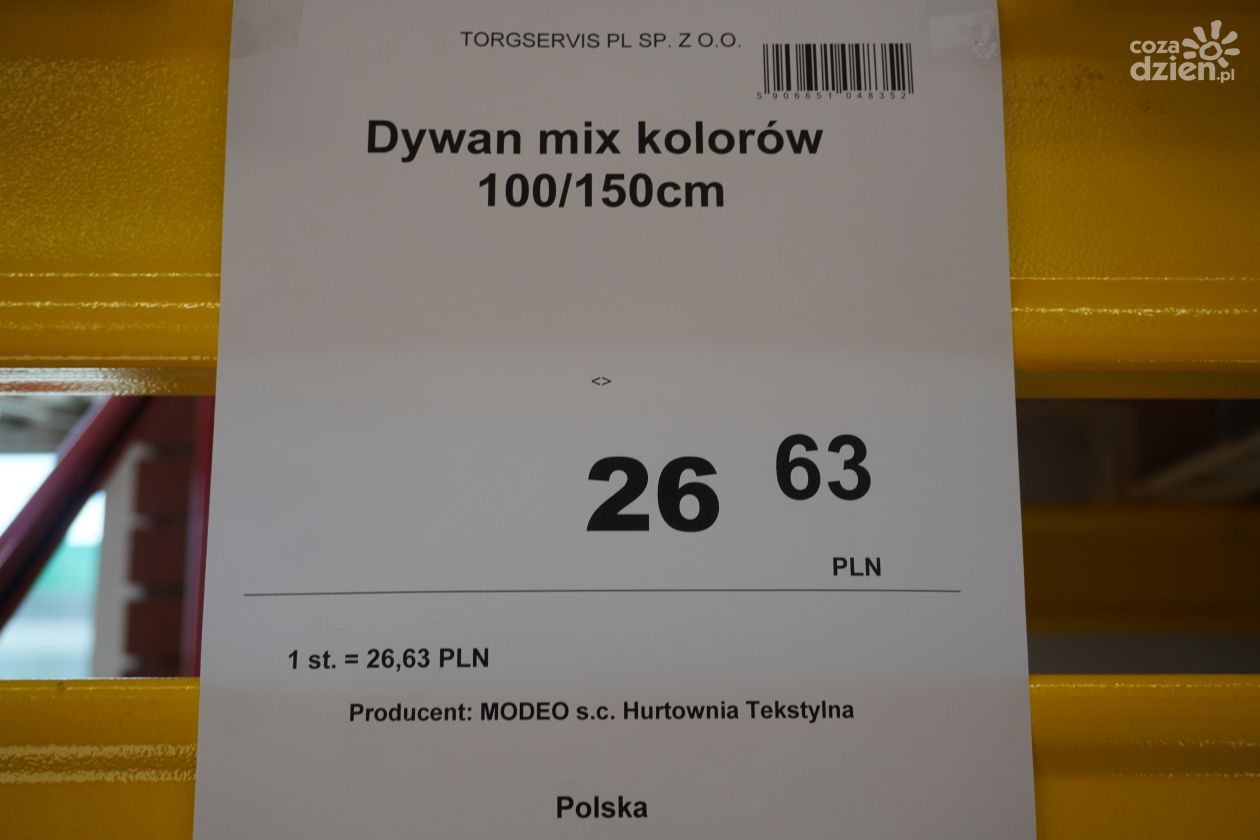 TORGSERVIS PL SP. Z O.O.
5906651048352
coza
dzien.pl
Dywan mix kolorów
100/150cm
<>
26 63
PLN
1 st. = 26,63 PLN
Producent: MODEO s.c. Hurtownia Tekstylna
Polska